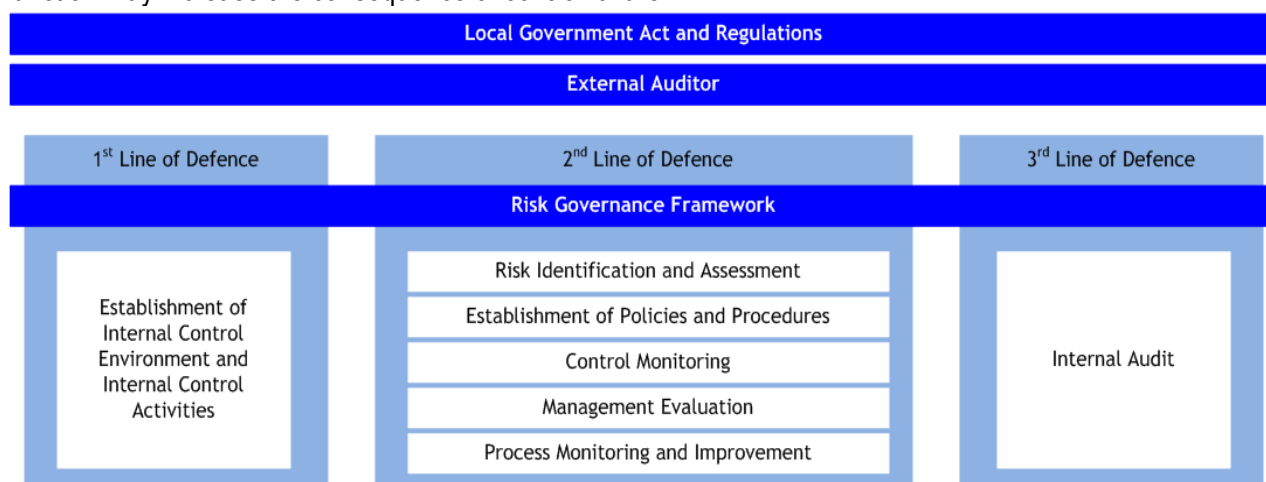 Local Government Act and Regulations
External Auditor
1st Line of Defence
2nd Line of Defence
3rd Line of Defence
Risk Governance Framework
Establishment of
Internal Control
Environment and
Internal Control
Activities
Risk Identification and Assessment
Establishment of Policies and Procedures
Control Monitoring
Management Evaluation
Process Monitoring and Improvement
Internal Audit